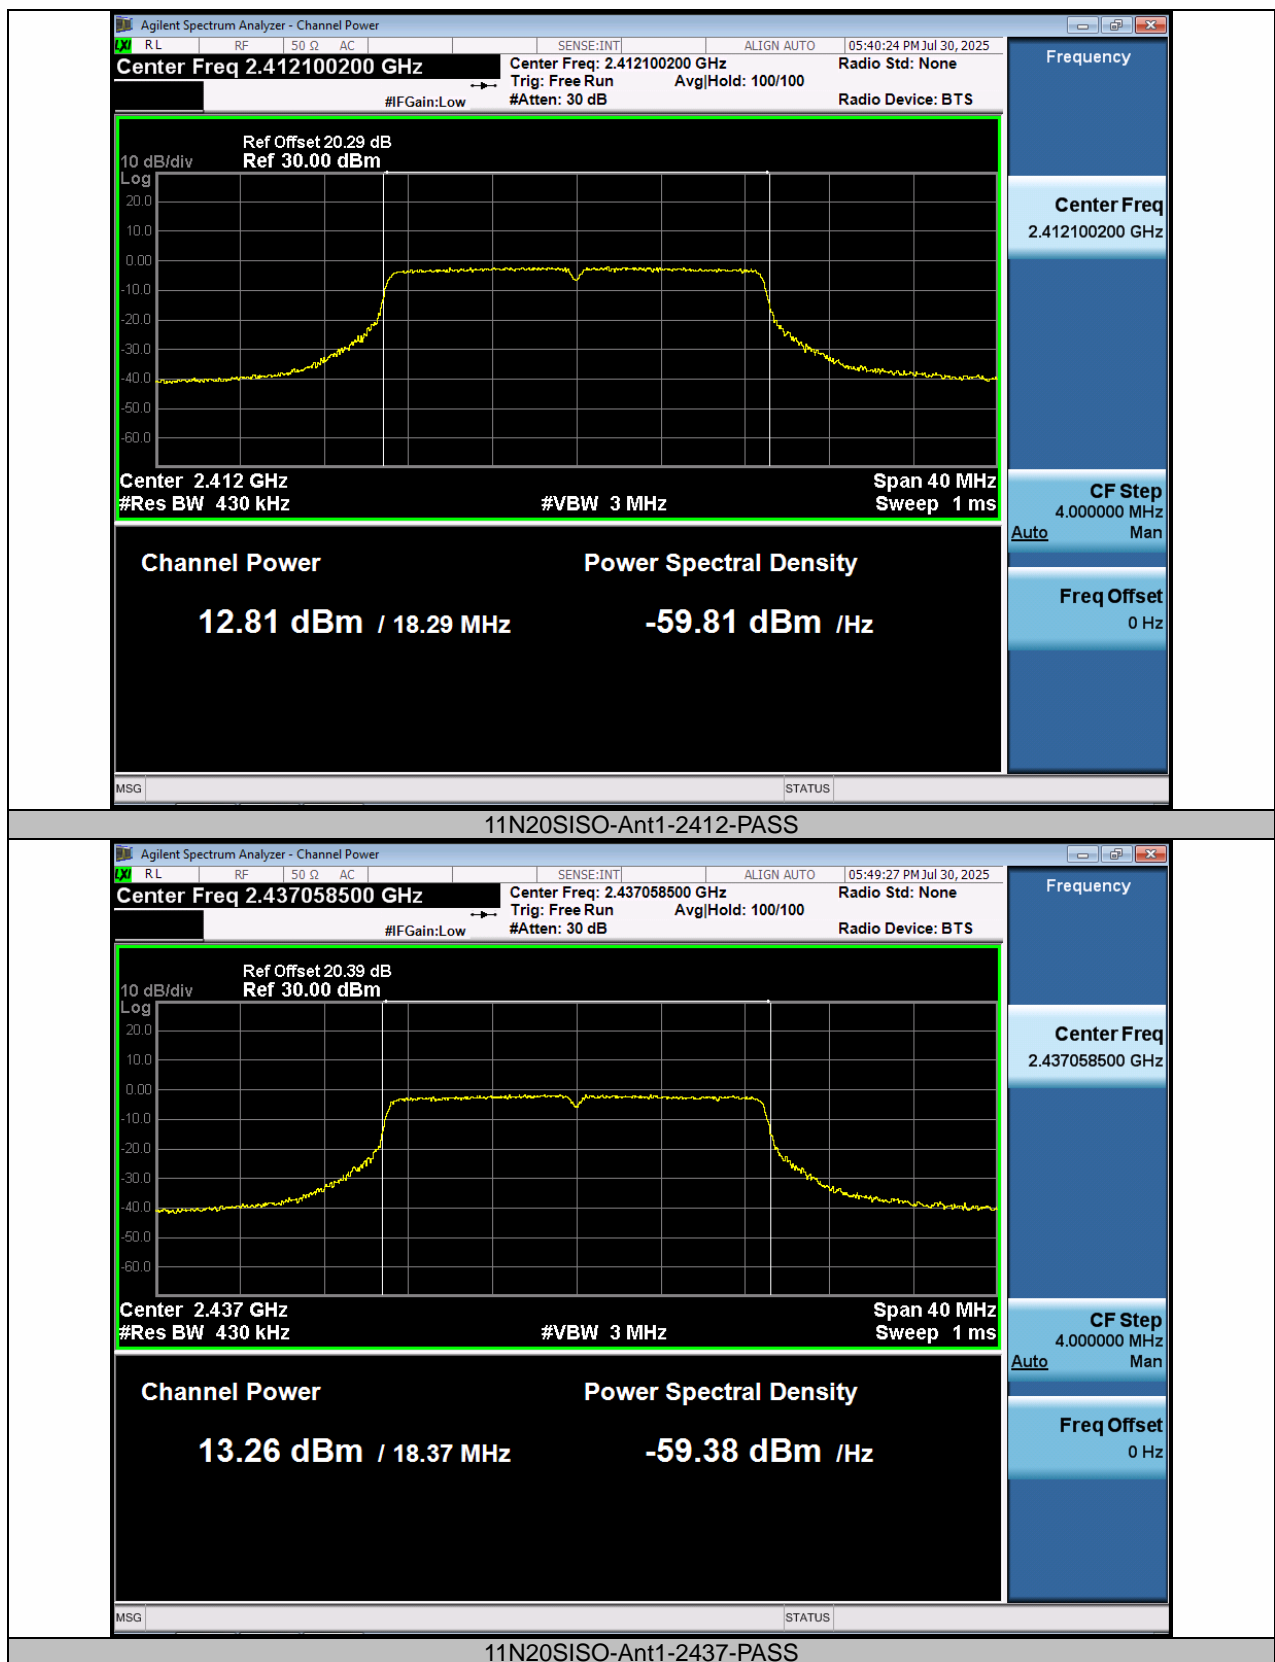 Agilent Spectrum Analyzer - Channel Power
LXI RL RF 50 Ω AC SENSE:INT ALIGN AUTO 05:40:24 PM Jul 30, 2025
Center Freq 2.412100200 GHz
Center Freq: 2.412100200 GHz Radio Std: None
Trig: Free Run Avg|Hold: 100/100
#IFGain:Low #Atten: 30 dB Radio Device: BTS
Ref Offset 20.29 dB
10 dB/div Ref 30.00 dBm
Log
20.0
10.0
0.00
-10.0
-20.0
-30.0
-40.0
-50.0
-60.0
Center 2.412 GHz Span 40 MHz
#Res BW 430 kHz #VBW 3 MHz Sweep 1 ms
Channel Power Power Spectral Density
12.81 dBm / 18.29 MHz -59.81 dBm /Hz
MSG STATUS
Frequency
Center Freq
2.412100200 GHz
CF Step
4.000000 MHz
Auto Man
Freq Offset
0 Hz
11N20SISO-Ant1-2412-PASS
Agilent Spectrum Analyzer - Channel Power
LXI RL RF 50 Ω AC SENSE:INT ALIGN AUTO 05:49:27 PM Jul 30, 2025
Center Freq 2.437058500 GHz
Center Freq: 2.437058500 GHz Radio Std: None
Trig: Free Run Avg|Hold: 100/100
#IFGain:Low #Atten: 30 dB Radio Device: BTS
Ref Offset 20.39 dB
10 dB/div Ref 30.00 dBm
Log
20.0
10.0
0.00
-10.0
-20.0
-30.0
-40.0
-50.0
-60.0
Center 2.437 GHz Span 40 MHz
#Res BW 430 kHz #VBW 3 MHz Sweep 1 ms
Channel Power Power Spectral Density
13.26 dBm / 18.37 MHz -59.38 dBm /Hz
MSG STATUS
Frequency
Center Freq
2.437058500 GHz
CF Step
4.000000 MHz
Auto Man
Freq Offset
0 Hz
11N20SISO-Ant1-2437-PASS